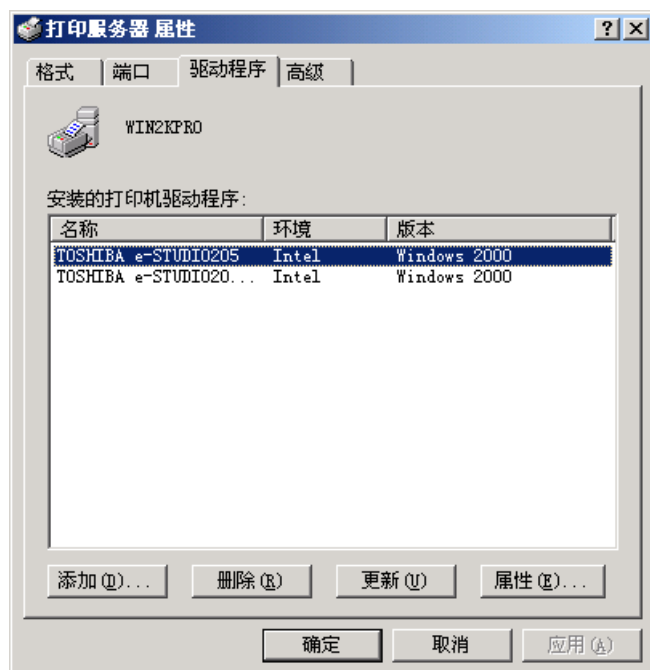 打印服务器 属性
格式 端口 驱动程序 高级
WIN2KPRO
安装的打印机驱动程序:
名称 环境 版本
TOSHIBA e-STUDIO205 Intel Windows 2000
TOSHIBA e-STUDIO20... Intel Windows 2000
添加(D)... 删除(R) 更新(U) 属性(E)...
确定 取消 应用(A)